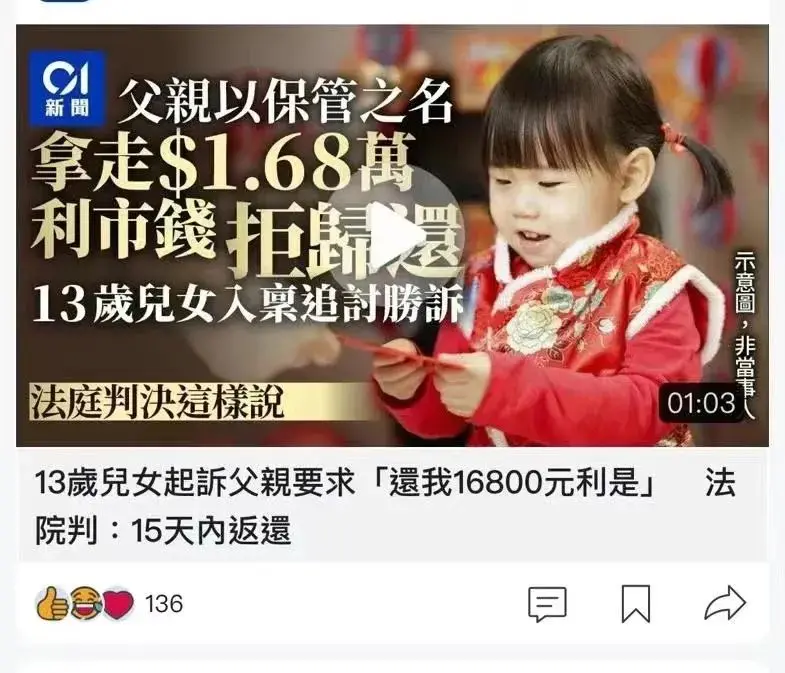 01
新聞
父親以保管之名
拿走$1.68萬
利市錢拒歸還
13歲兒女入稟追討勝訴
法庭判決這樣說
示意圖，非當事人
01:03
13歲兒女起訴父親要求「還我16800元利是」 法
院判：15天內返還
136